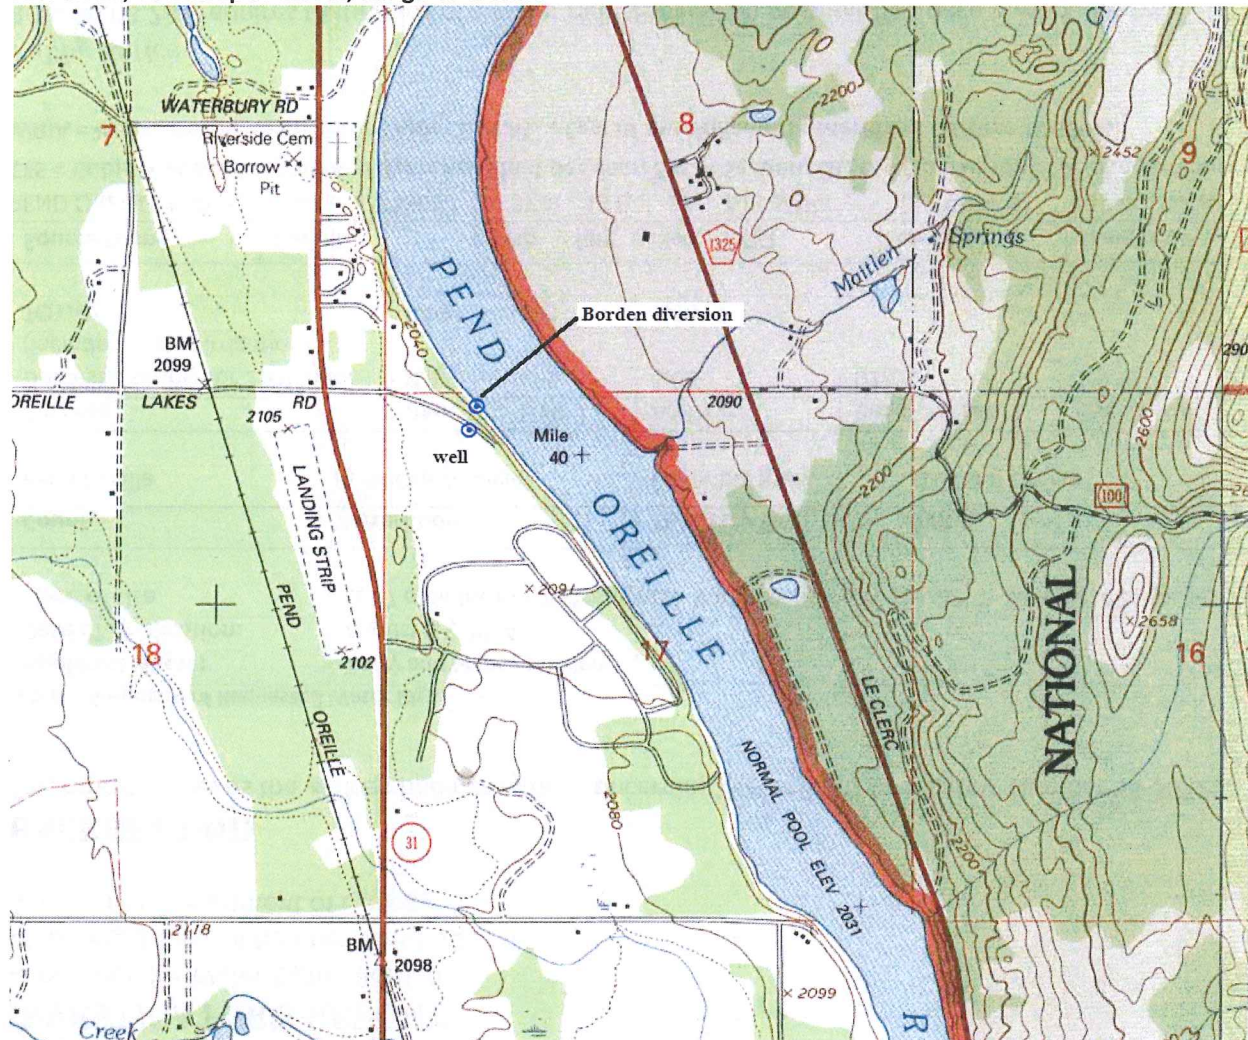 WATERBURY RD
7
Riverside Cem
Borrow
Pit
8
2200
2452
9
1325
Springs
Maitlen
PEND
Borden diversion
2040
BM
2099
290
OREILLE LAKES RD
2105
2090
Mile
40
well
2600
2200
100
LANDING STRIP
OREILLE
2091
PEND
NATIONAL
2658
18
2102
17
16
LE CLERC
OREILLE
NORMAL POOL ELEV 2031
2080
31
2200
2118
BM
2098
2099
Creek
R